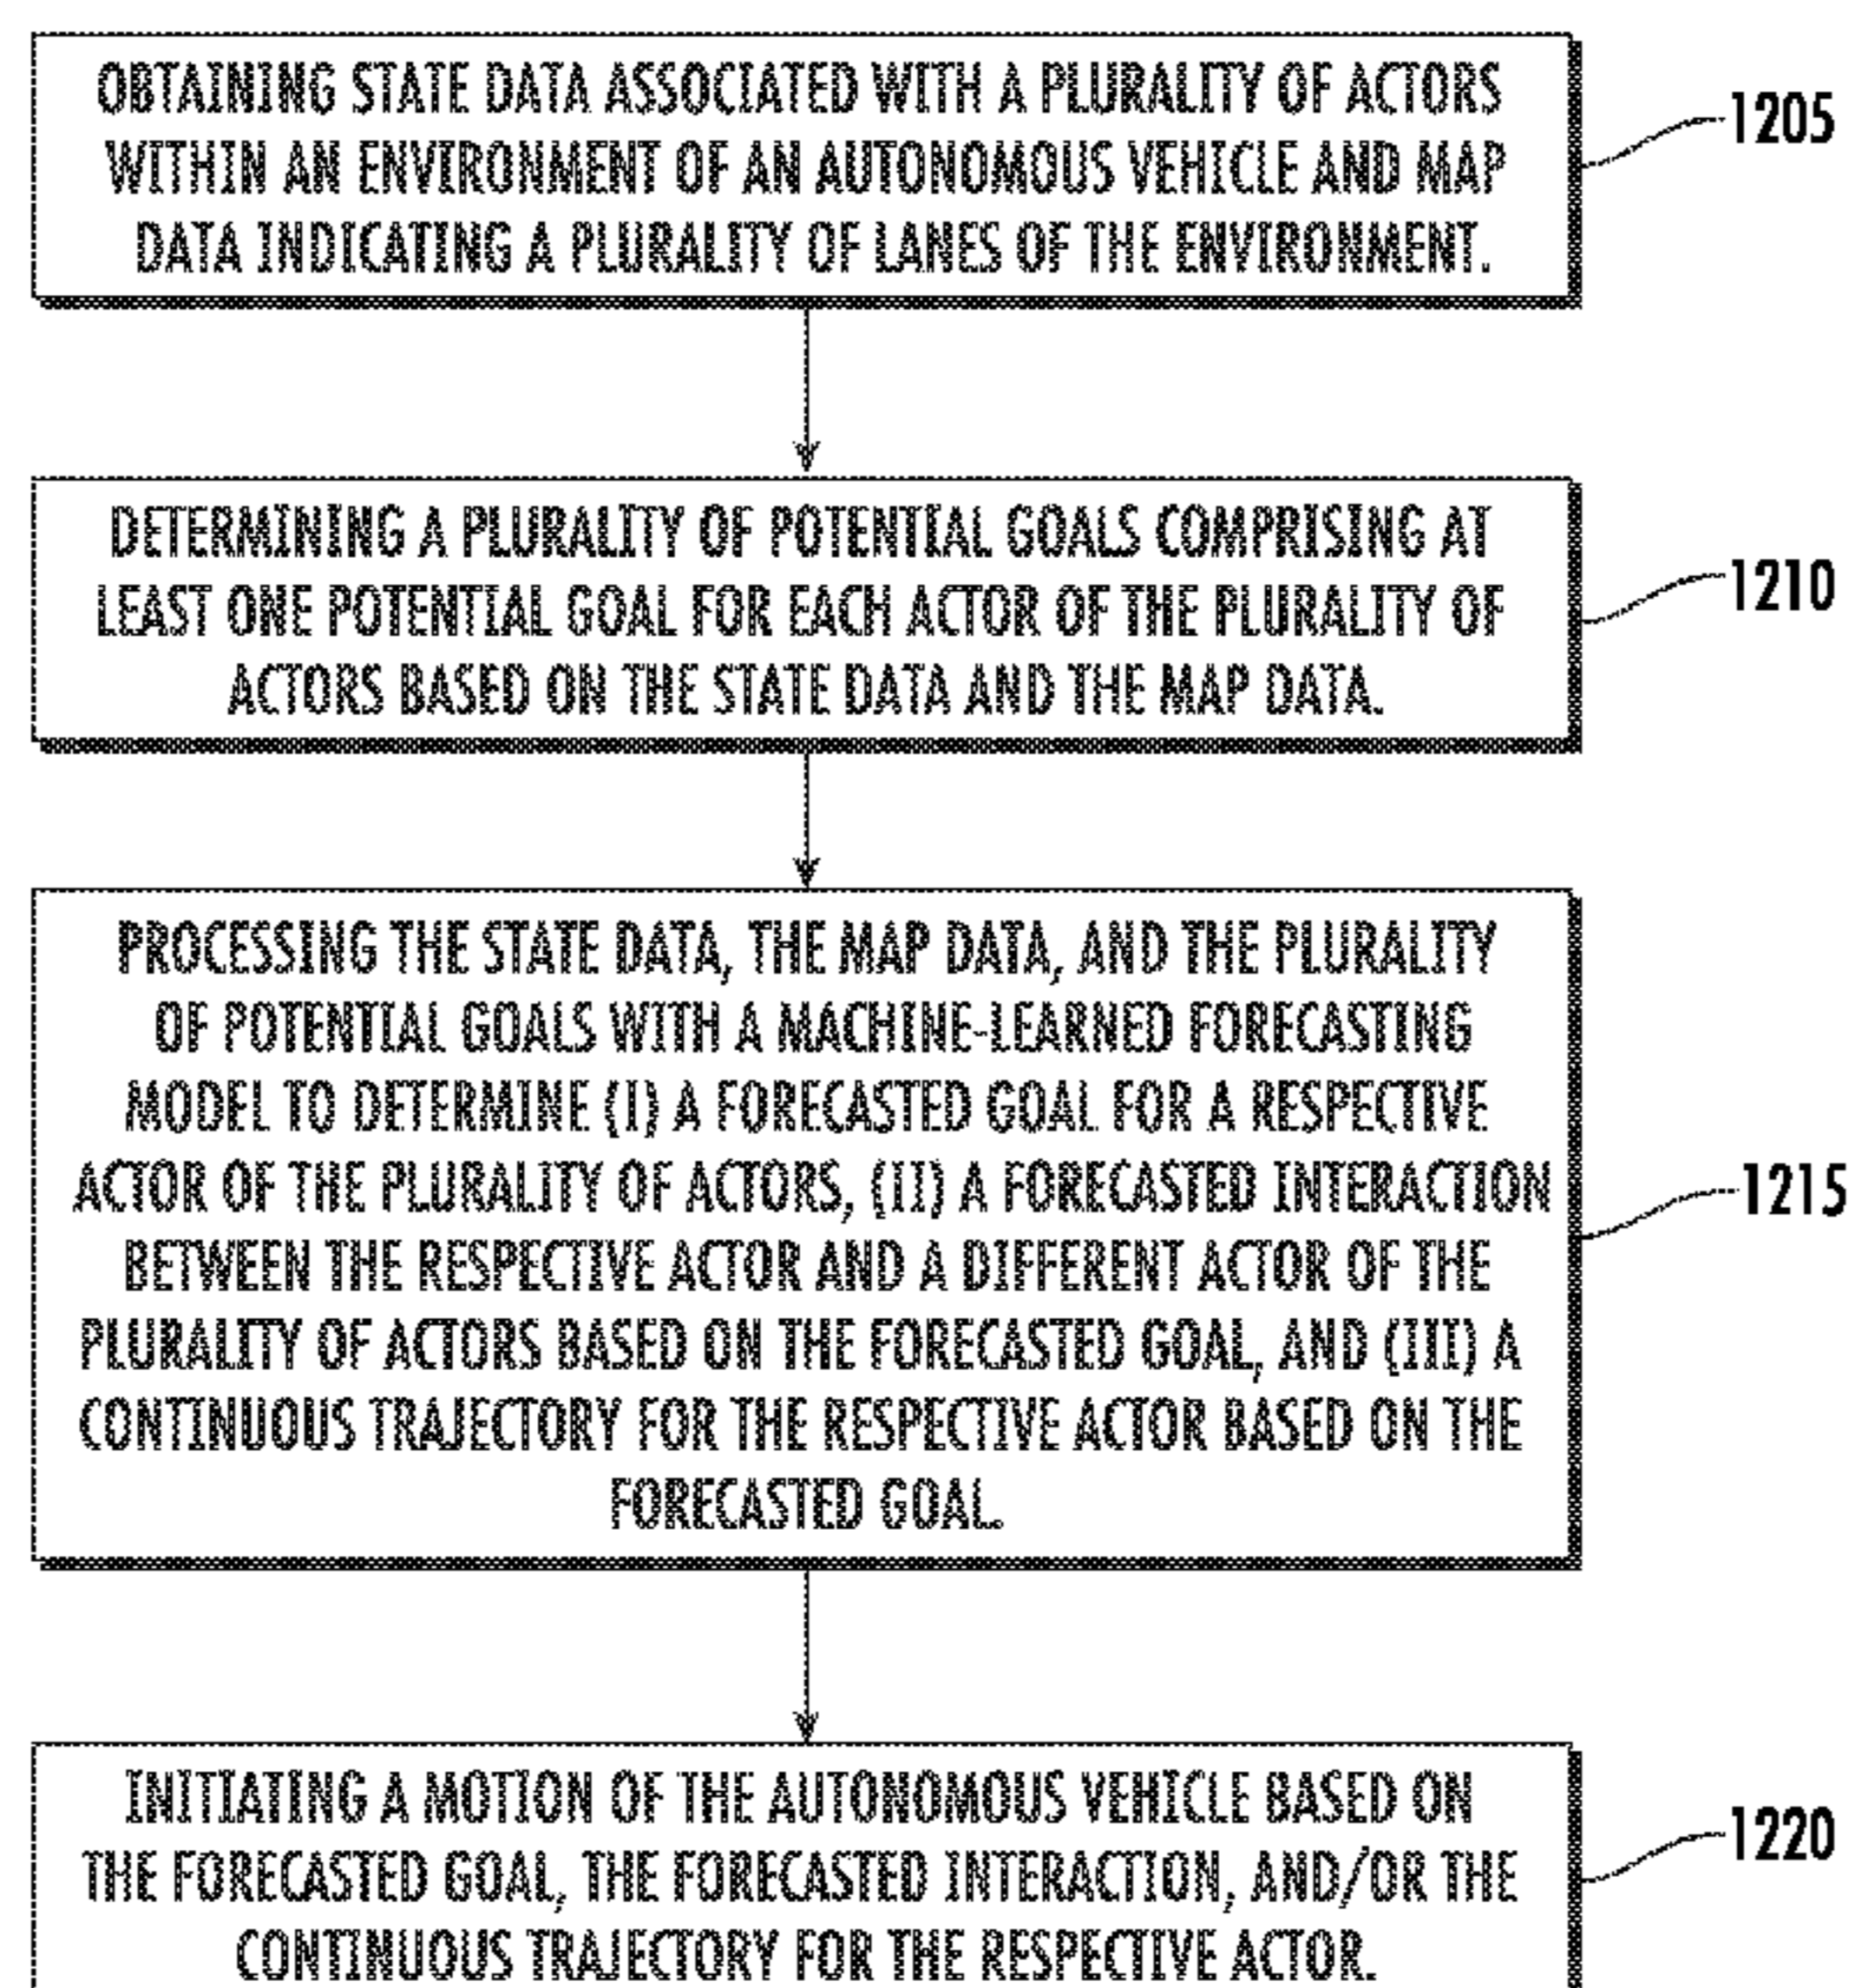 OBTAINING STATE DATA ASSOCIATED WITH A PLURALITY OF ACTORS
WITHIN AN ENVIRONMENT OF AN AUTONOMOUS VEHICLE AND MAP
DATA INDICATING A PLURALITY OF LANES OF THE ENVIRONMENT.
1205
DETERMINING A PLURALITY OF POTENTIAL GOALS COMPRISING AT
LEAST ONE POTENTIAL GOAL FOR EACH ACTOR OF THE PLURALITY OF
ACTORS BASED ON THE STATE DATA AND THE MAP DATA.
1210
PROCESSING THE STATE DATA, THE MAP DATA, AND THE PLURALITY
OF POTENTIAL GOALS WITH A MACHINE-LEARNED FORECASTING
MODEL TO DETERMINE (I) A FORECASTED GOAL FOR A RESPECTIVE
ACTOR OF THE PLURALITY OF ACTORS, (II) A FORECASTED INTERACTION
BETWEEN THE RESPECTIVE ACTOR AND A DIFFERENT ACTOR OF THE
PLURALITY OF ACTORS BASED ON THE FORECASTED GOAL, AND (III) A
CONTINUOUS TRAJECTORY FOR THE RESPECTIVE ACTOR BASED ON THE
FORECASTED GOAL.
1215
INITIATING A MOTION OF THE AUTONOMOUS VEHICLE BASED ON
THE FORECASTED GOAL, THE FORECASTED INTERACTION, AND/OR THE
CONTINUOUS TRAJECTORY FOR THE RESPECTIVE ACTOR.
1220